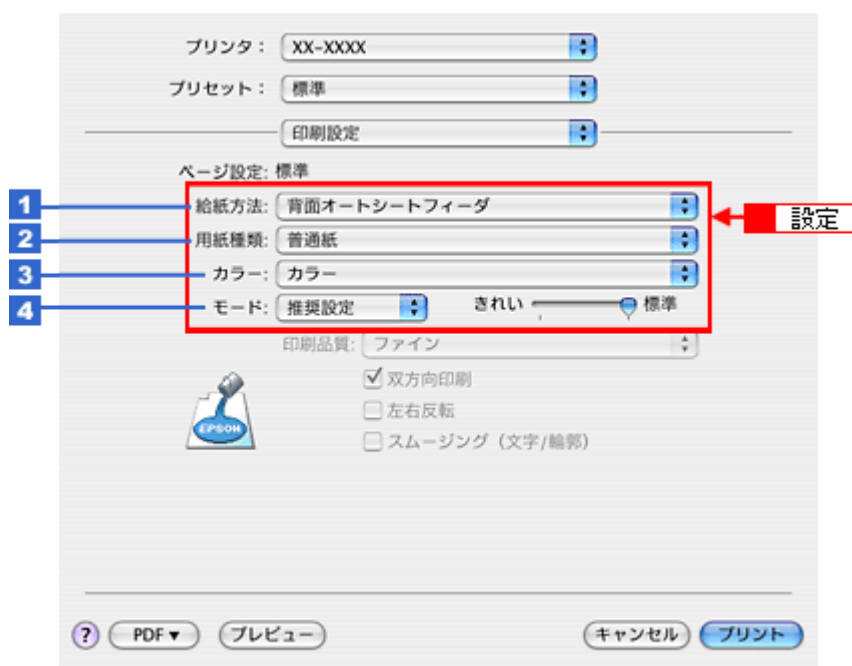 プリンタ： XX-XXXX
プリセット： 標準
印刷設定
ページ設定: 標準
1 給紙方法: 背面オートシートフィーダ
設定
2 用紙種類: 普通紙
3 カラー: カラー
4 モード: 推奨設定 きれい 標準
印刷品質: ファイン
双方向印刷
左右反転
EPSON
スムージング（文字/輪郭）
? PDF▼ プレビュー キャンセル プリント